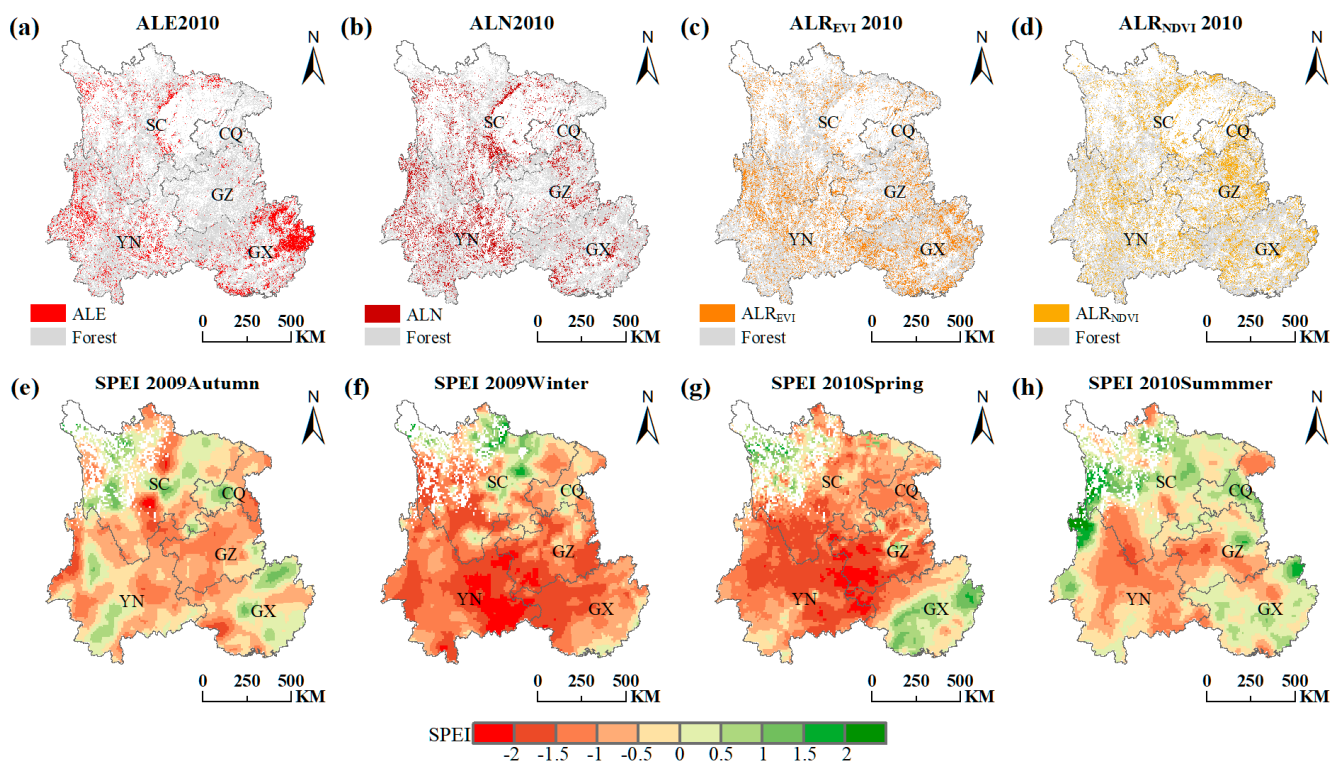 (a) ALE2010
N
SC
CQ
GZ
YN
GX
ALE
Forest
0 250 500
KM
(b) ALN2010
N
SC
CQ
GZ
YN
GX
ALN
Forest
0 250 500
KM
(c) ALREVI 2010
N
SC
CQ
GZ
YN
GX
ALREVI
Forest
0 250 500
KM
(d) ALRNDVI 2010
N
SC
CQ
GZ
YN
GX
ALRNDVI
Forest
0 250 500
KM
(e) SPEI 2009Autumn
N
SC
CQ
GZ
YN
GX
0 250 500
KM
(f) SPEI 2009Winter
N
SC
CQ
GZ
YN
GX
0 250 500
KM
(g) SPEI 2010Spring
N
SC
CQ
GZ
YN
GX
0 250 500
KM
(h) SPEI 2010Summmer
N
SC
CQ
GZ
YN
GX
0 250 500
KM
SPEI
-2 -1.5 -1 -0.5 0 0.5 1 1.5 2